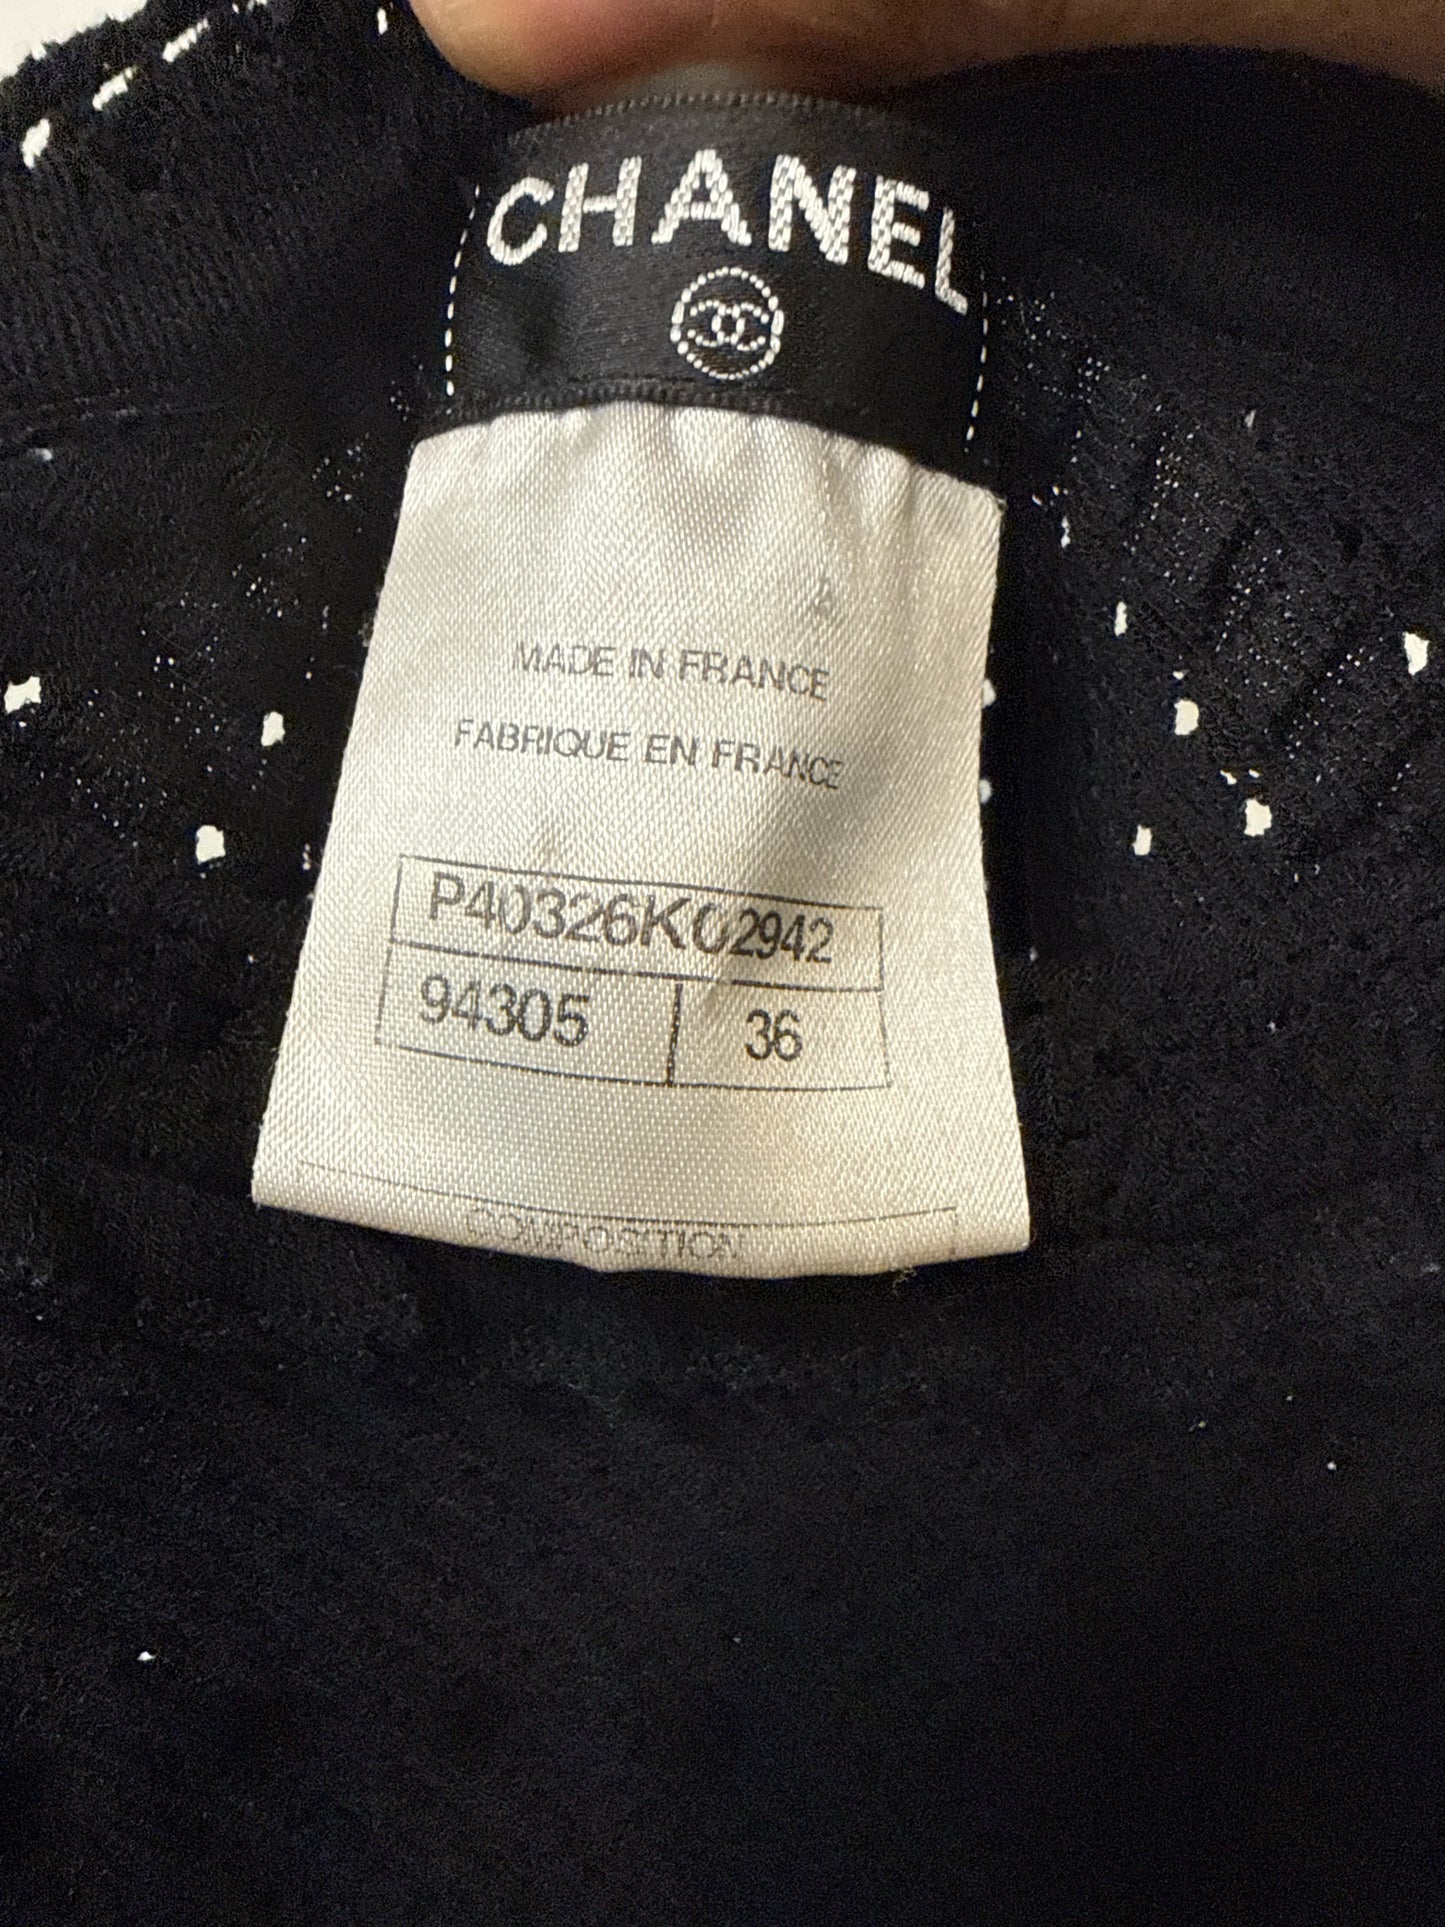 CHANEL
MADE IN FRANCE
FABRIQUE EN FRANCE
P40326K02942
94305 36
COMPOSITION